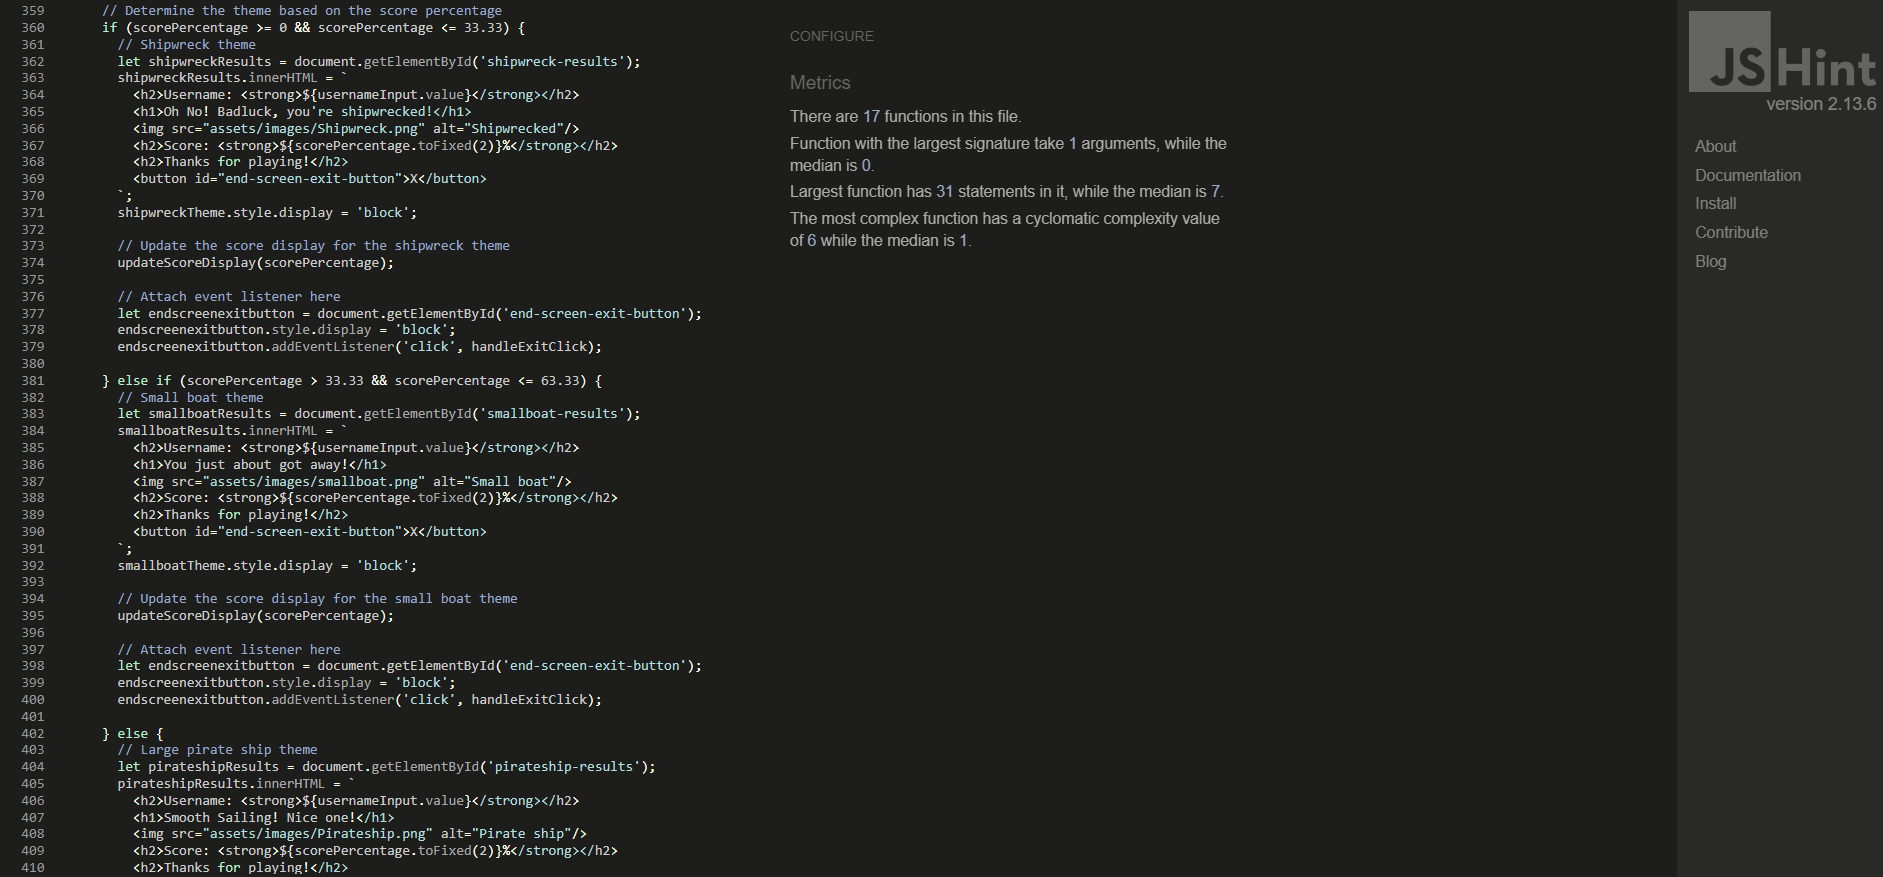 359 // Determine the theme based on the score percentage
360 if (scorePercentage >= 0 && scorePercentage <= 33.33) {
361 // Shipwreck theme
362 let shipwreckResults = document.getElementById('shipwreck-results');
363 shipwreckResults.innerHTML = `
364 <h2>Username: <strong>${usernameInput.value}</strong></h2>
365 <h1>Oh No! Badluck, you're shipwrecked!</h1>
366 <img src="assets/images/Shipwreck.png" alt="Shipwrecked"/>
367 <h2>Score: <strong>${scorePercentage.toFixed(2)}%</strong></h2>
368 <h2>Thanks for playing!</h2>
369 <button id="end-screen-exit-button">X</button>
370 `;
371 shipwreckTheme.style.display = 'block';
372
373 // Update the score display for the shipwreck theme
374 updateScoreDisplay(scorePercentage);
375
376 // Attach event listener here
377 let endscreenexitbutton = document.getElementById('end-screen-exit-button');
378 endscreenexitbutton.style.display = 'block';
379 endscreenexitbutton.addEventListener('click', handleExitClick);
380
381 } else if (scorePercentage > 33.33 && scorePercentage <= 63.33) {
382 // Small boat theme
383 let smallboatResults = document.getElementById('smallboat-results');
384 smallboatResults.innerHTML = `
385 <h2>Username: <strong>${usernameInput.value}</strong></h2>
386 <h1>You just about got away!</h1>
387 <img src="assets/images/smallboat.png" alt="Small boat"/>
388 <h2>Score: <strong>${scorePercentage.toFixed(2)}%</strong></h2>
389 <h2>Thanks for playing!</h2>
390 <button id="end-screen-exit-button">X</button>
391 `;
392 smallboatTheme.style.display = 'block';
393
394 // Update the score display for the small boat theme
395 updateScoreDisplay(scorePercentage);
396
397 // Attach event listener here
398 let endscreenexitbutton = document.getElementById('end-screen-exit-button');
399 endscreenexitbutton.style.display = 'block';
400 endscreenexitbutton.addEventListener('click', handleExitClick);
401
402 } else {
403 // Large pirate ship theme
404 let pirateshipResults = document.getElementById('pirateship-results');
405 pirateshipResults.innerHTML = `
406 <h2>Username: <strong>${usernameInput.value}</strong></h2>
407 <h1>Smooth Sailing! Nice one!</h1>
408 <img src="assets/images/Pirateship.png" alt="Pirate ship"/>
409 <h2>Score: <strong>${scorePercentage.toFixed(2)}%</strong></h2>
410 <h2>Thanks for playing!</h2>
CONFIGURE
Metrics
There are 17 functions in this file.
Function with the largest signature take 1 arguments, while the
median is 0.
Largest function has 31 statements in it, while the median is 7.
The most complex function has a cyclomatic complexity value
of 6 while the median is 1.
JSHint
version 2.13.6
About
Documentation
Install
Contribute
Blog